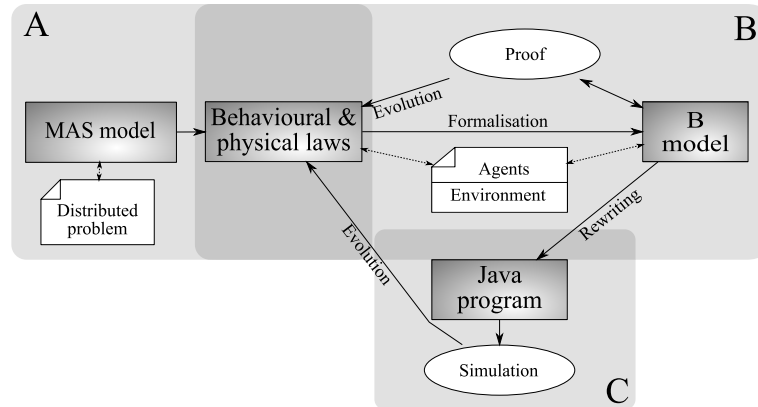 A
B
Proof
Evolution
MAS model
Behavioural &
physical laws
Formalisation
B
model
Agents
Environment
Distributed
problem
Rewriting
Evolution
Java
program
Simulation
C